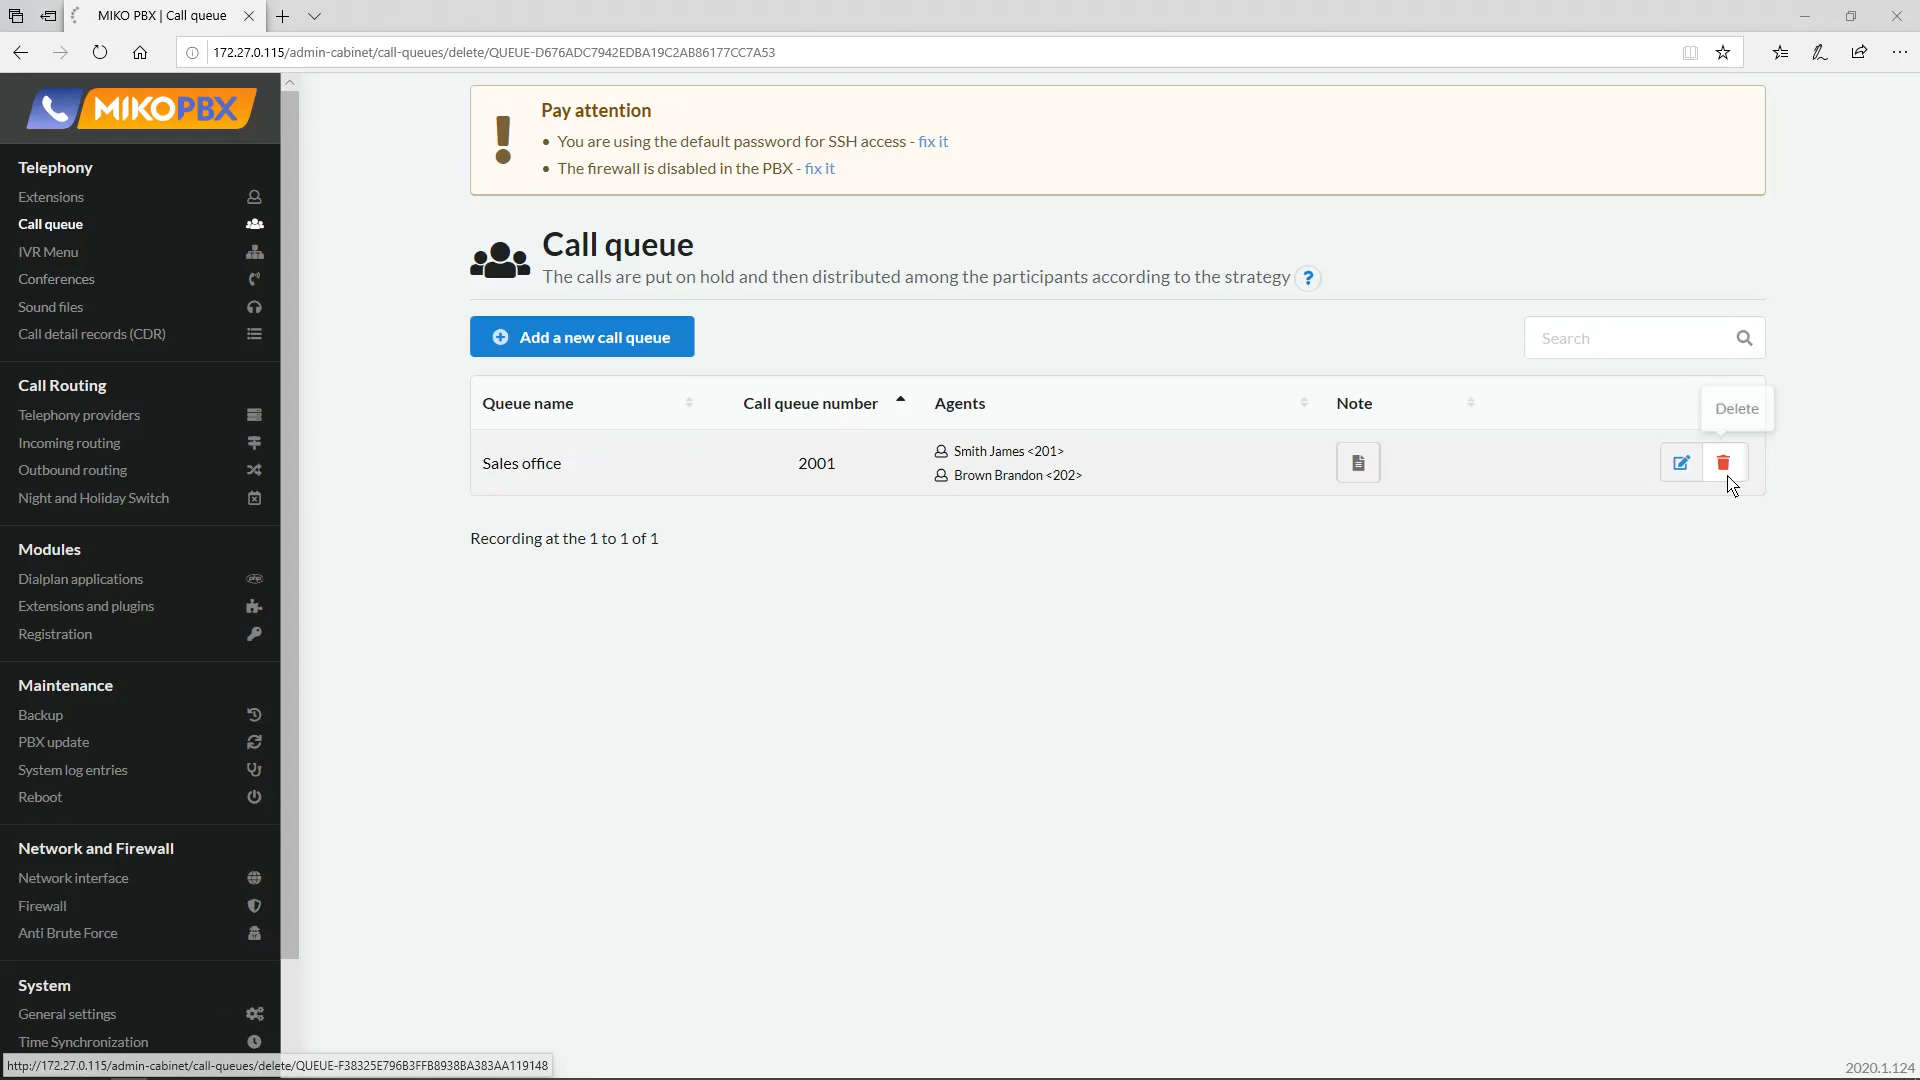 MIKO PBX | Call queue
172.27.0.115/admin-cabinet/call-queues/delete/QUEUE-D676ADC7942EDBA19C2AB86177CC7A53
MIKOPBX
Telephony
Extensions
Call queue
IVR Menu
Conferences
Sound files
Call detail records (CDR)
Call Routing
Telephony providers
Incoming routing
Outbound routing
Night and Holiday Switch
Modules
Dialplan applications
php
Extensions and plugins
Registration
Maintenance
Backup
PBX update
System log entries
Reboot
Network and Firewall
Network interface
Firewall
Anti Brute Force
System
General settings
Time Synchronization
http://172.27.0.115/admin-cabinet/call-queues/delete/QUEUE-F38325E796B3FFB8938BA383AA119148
Pay attention
• You are using the default password for SSH access - fix it
• The firewall is disabled in the PBX - fix it
Call queue
The calls are put on hold and then distributed among the participants according to the strategy ?
Add a new call queue
Search
Queue name Call queue number Agents Note
Delete
Sales office 2001
Smith James <201>
Brown Brandon <202>
Recording at the 1 to 1 of 1
2020.1.124